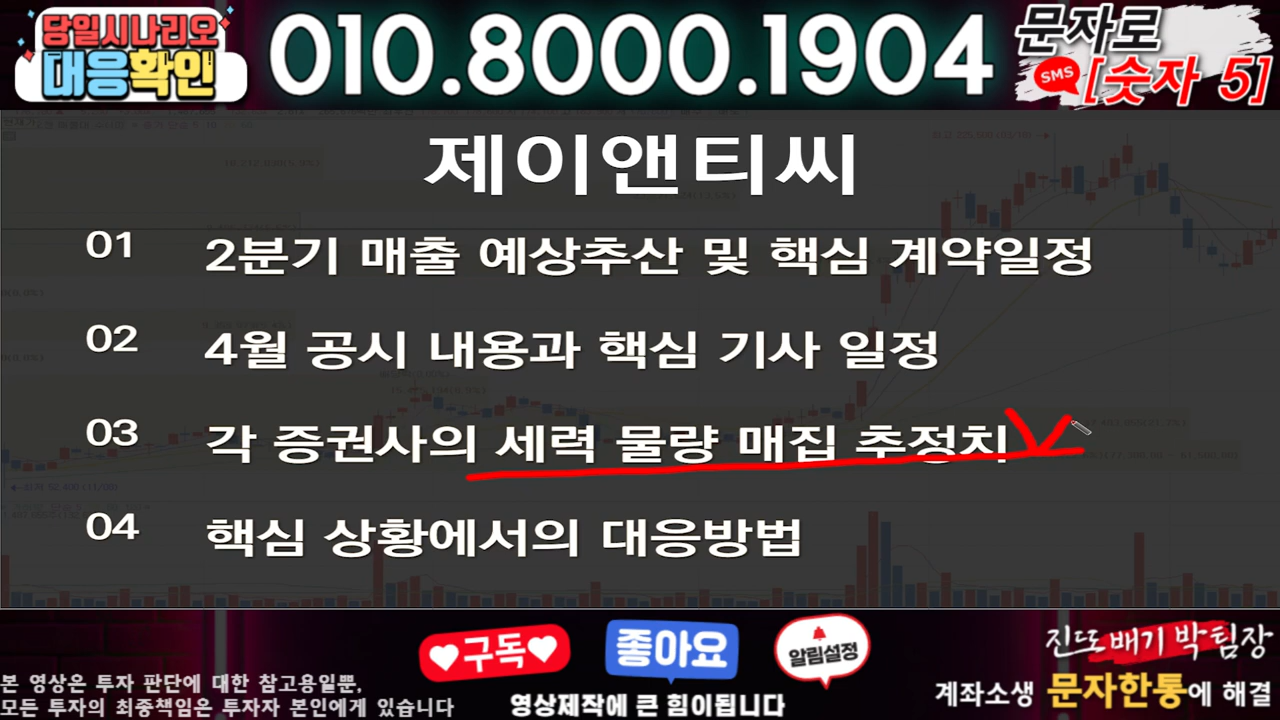 당일시나리오
대응확인
010.8000.1904
문자로
SMS [숫자 5]
제이앤티씨
01 2분기 매출 예상추산 및 핵심 계약일정
02 4월 공시 내용과 핵심 기사 일정
03 각 증권사의 세력 물량 매집 추정치
04 핵심 상황에서의 대응방법
구독
좋아요
알림설정
진또배기 박팀장
본 영상은 투자 판단에 대한 참고용일뿐,
모든 투자의 최종책임은 투자자 본인에게 있습니다
영상제작에 큰 힘이됩니다
계좌소생 문자한통에 해결